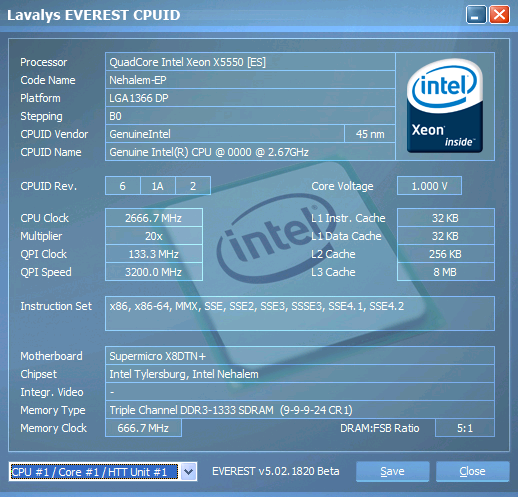 Lavalys EVEREST CPUID
Processor QuadCore Intel Xeon X5550 [ES]
Code Name Nehalem-EP
Platform LGA1366 DP
Stepping B0
CPUID Vendor GenuineIntel 45 nm
CPUID Name Genuine Intel(R) CPU @ 0000 @ 2.67GHz
intel
Xeon
inside™
CPUID Rev. 6 1A 2 Core Voltage 1.000 V
CPU Clock 2666.7 MHz L1 Instr. Cache 32 KB
Multiplier 20x L1 Data Cache 32 KB
QPI Clock 133.3 MHz L2 Cache 256 KB
QPI Speed 3200.0 MHz L3 Cache 8 MB
intel
Instruction Set x86, x86-64, MMX, SSE, SSE2, SSE3, SSSE3, SSE4.1, SSE4.2
Motherboard Supermicro X8DTN+
Chipset Intel Tylersburg, Intel Nehalem
Integr. Video -
Memory Type Triple Channel DDR3-1333 SDRAM (9-9-9-24 CR1)
Memory Clock 666.7 MHz DRAM:FSB Ratio 5:1
CPU #1 / Core #1 / HTT Unit #1 EVEREST v5.02.1820 Beta Save Close